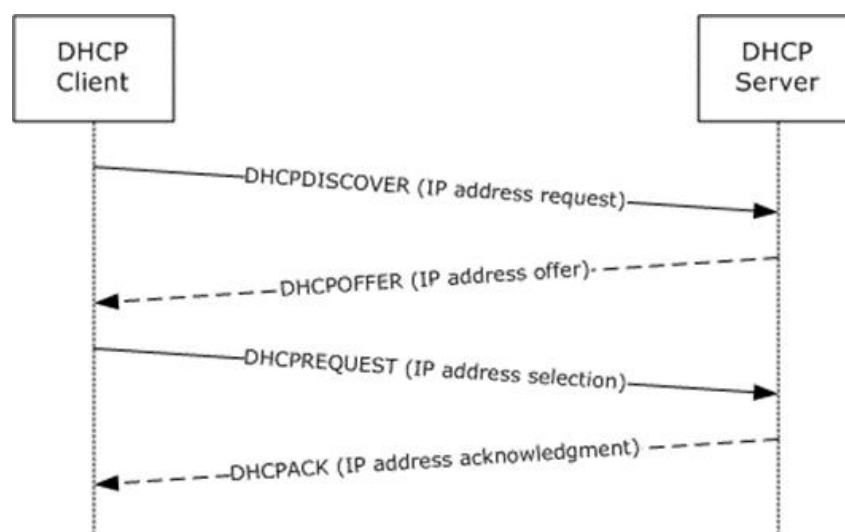 DHCP
Client
DHCP
Server
DHCPDISCOVER (IP address request)
DHCPOFFER (IP address offer)
DHCPREQUEST (IP address selection)
DHCPACK (IP address acknowledgment)